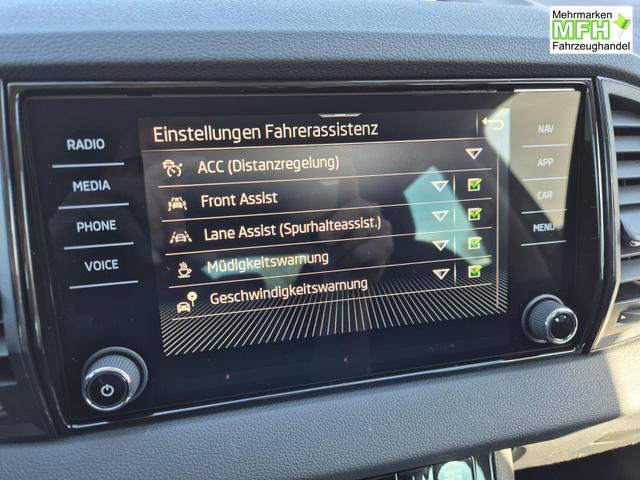 Mehrmarken
MFH
Fahrzeughandel
RADIO
MEDIA
PHONE
VOICE
Einstellungen Fahrerassistenz
ACC (Distanzregelung)
Front Assist
Lane Assist (Spurhalteassist.)
Müdigkeitswarnung
Geschwindigkeitswarnung
NAV
APP
CAR
MENU